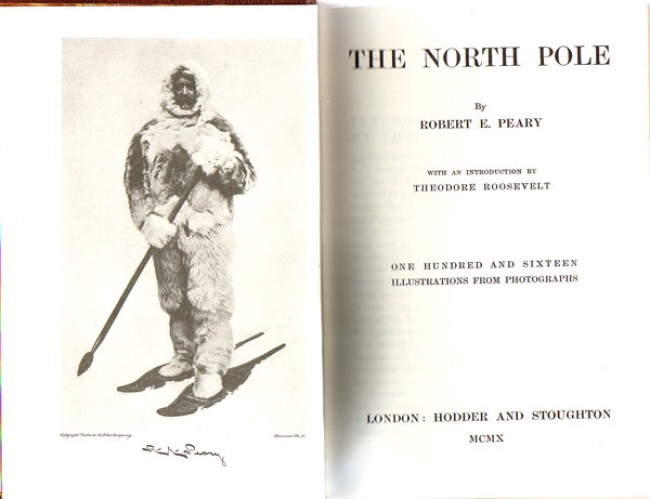 THE NORTH POLE
By
ROBERT E. PEARY
WITH AN INTRODUCTION BY
THEODORE ROOSEVELT
ONE HUNDRED AND SIXTEEN
ILLUSTRATIONS FROM PHOTOGRAPHS
LONDON: HODDER AND STOUGHTON
MCMX
Peary